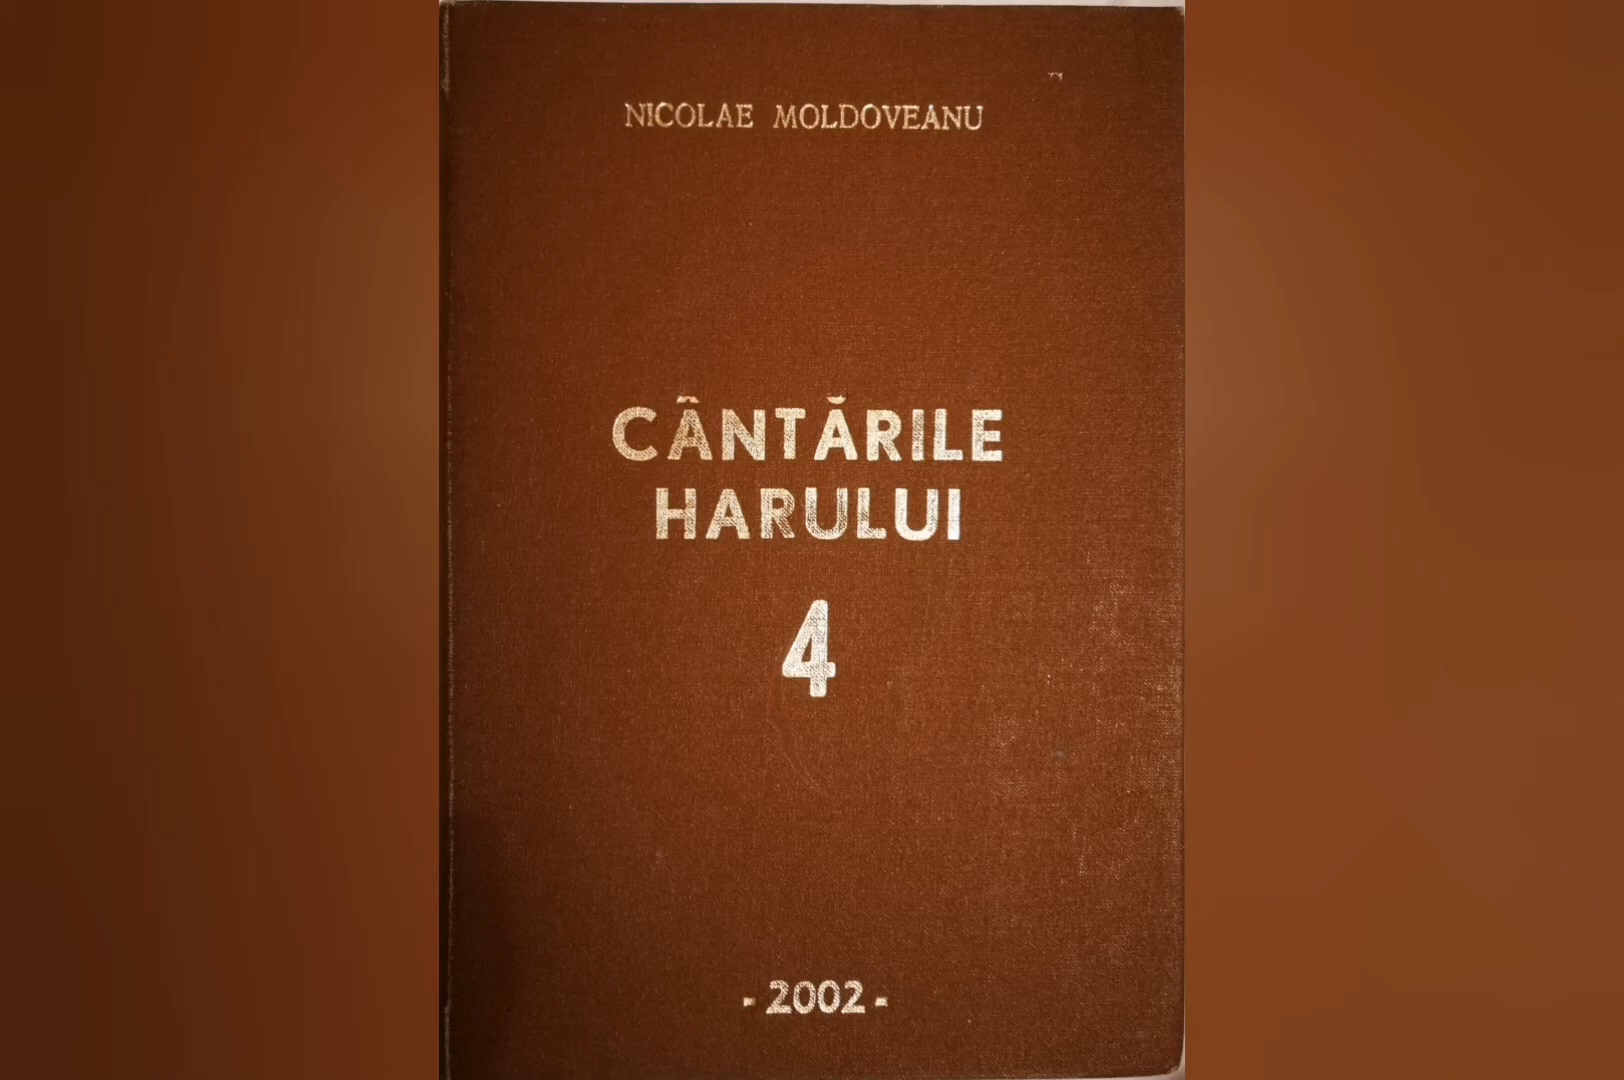 NICOLAE MOLDOVEANU
CÂNTĂRILE
HARULUI
4
- 2002 -